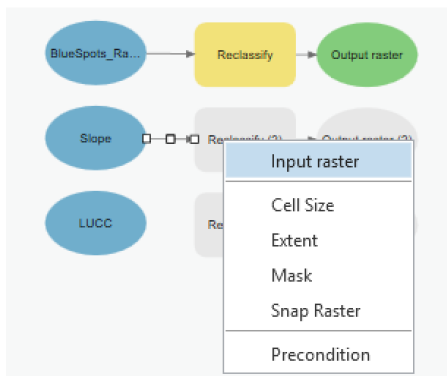 BlueSpots_Ra...
Reclassify
Output raster
Slope
Reclassify (2)
Output raster (2)
LUCC
Re
Input raster
Cell Size
Extent
Mask
Snap Raster
Precondition